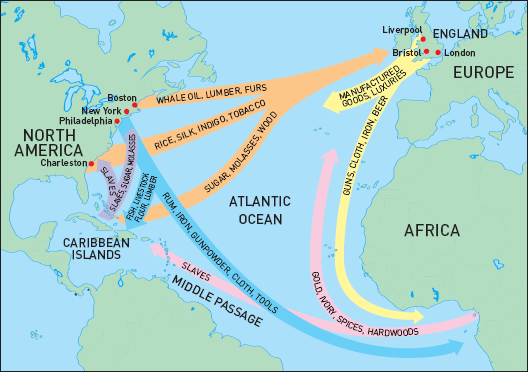 Liverpool
ENGLAND
Bristol
London
EUROPE
MANUFACTURED
GOODS, LUXURIES
Boston
WHALE OIL, LUMBER, FURS
New York
Philadelphia
RICE, SILK, INDIGO, TOBACCO
NORTH
AMERICA
Charleston
SUGAR, MOLASSES, WOOD
SLAVES
SLAVES, SUGAR, MOLASSES
FISH, LIVESTOCK
FLOUR, LUMBER
GUNS, CLOTH, IRON, BEER
RUM, IRON, GUNPOWDER, CLOTH, TOOLS
ATLANTIC
OCEAN
AFRICA
CARIBBEAN
ISLANDS
SLAVES
MIDDLE PASSAGE
GOLD, IVORY, SPICES, HARDWOODS